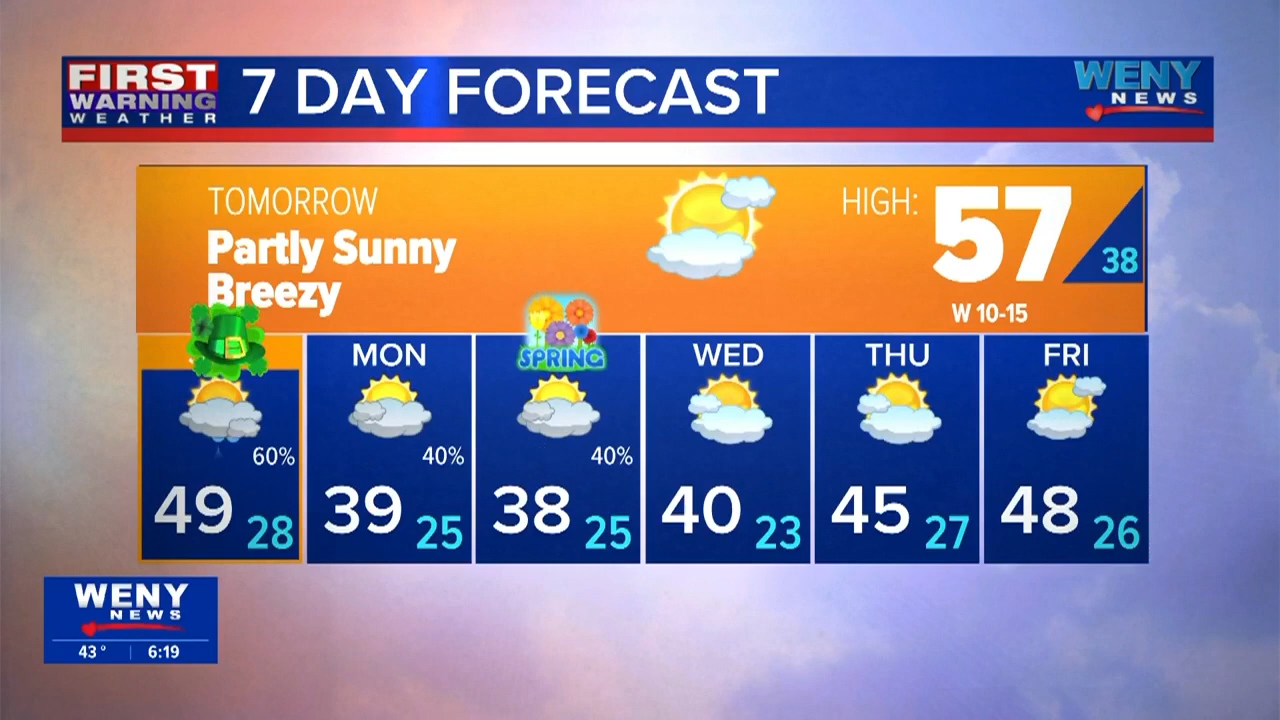 FIRST
WARNING
WEATHER
7 DAY FORECAST
WENY
NEWS
TOMORROW
Partly Sunny
Breezy
HIGH:
57
38
W 10-15
MON
SPRING
WED
THU
FRI
60%
40%
40%
49 28
39 25
38 25
40 23
45 27
48 26
WENY
NEWS
43° | 6:19